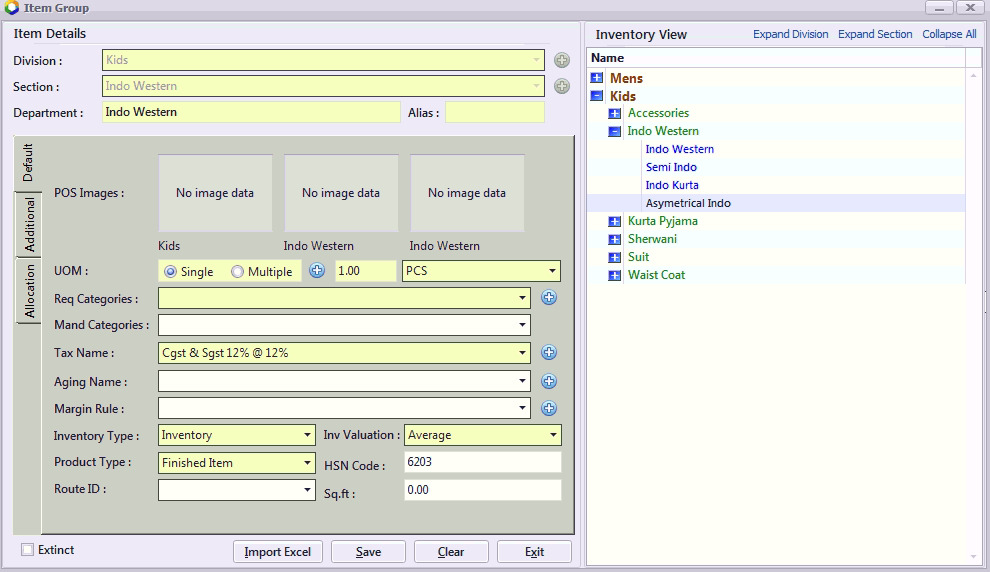 Item Group
Item Details
Division : Kids
Section : Indo Western
Department : Indo Western Alias :
Default
Additional
Allocation
POS Images : No image data No image data No image data
Kids Indo Western Indo Western
UOM : Single Multiple 1.00 PCS
Req Categories :
Mand Categories :
Tax Name : Cgst & Sgst 12% @ 12%
Aging Name :
Margin Rule :
Inventory Type : Inventory Inv Valuation : Average
Product Type : Finished Item HSN Code : 6203
Route ID : Sq.ft : 0.00
Extinct Import Excel Save Clear Exit
Inventory View Expand Division Expand Section Collapse All
Name
Mens
Kids
Accessories
Indo Western
Indo Western
Semi Indo
Indo Kurta
Asymetrical Indo
Kurta Pyjama
Sherwani
Suit
Waist Coat